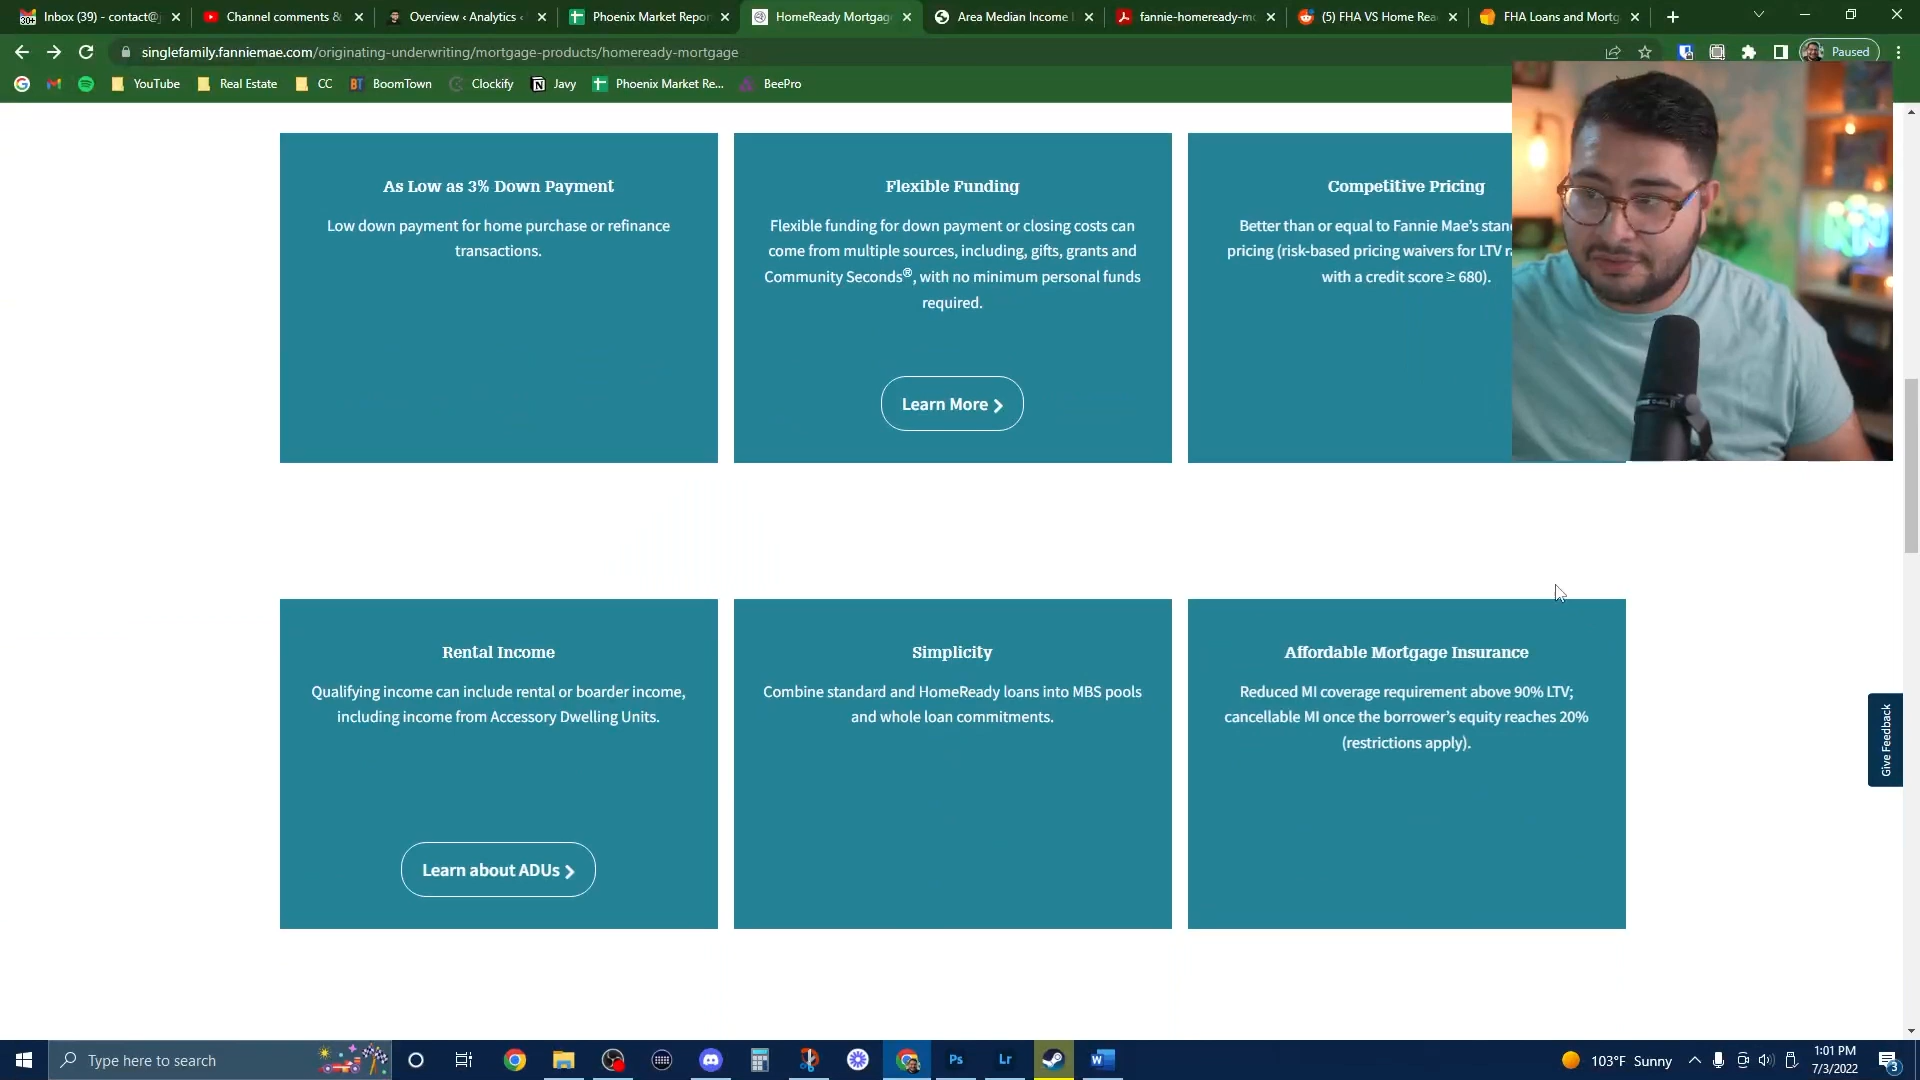 Inbox (39) - contact@j
Channel comments &
Overview ‹ Analytics ‹
Phoenix Market Repor
HomeReady Mortgag
Area Median Income
fannie-homeready-m
(5) FHA VS Home Rea
FHA Loans and Mortg
singlefamily.fanniemae.com/originating-underwriting/mortgage-products/homeready-mortgage
Paused
YouTube
Real Estate
CC
BT BoomTown
Clockify
Javy
Phoenix Market Re...
BeePro
As Low as 3% Down Payment
Low down payment for home purchase or refinance
transactions.
Flexible Funding
Flexible funding for down payment or closing costs can
come from multiple sources, including, gifts, grants and
Community Seconds®, with no minimum personal funds
required.
Learn More
Competitive Pricing
Better than or equal to Fannie Mae's stan
pricing (risk-based pricing waivers for LTV r
with a credit score ≥ 680).
Rental Income
Qualifying income can include rental or boarder income,
including income from Accessory Dwelling Units.
Learn about ADUs
Simplicity
Combine standard and HomeReady loans into MBS pools
and whole loan commitments.
Affordable Mortgage Insurance
Reduced MI coverage requirement above 90% LTV;
cancellable MI once the borrower's equity reaches 20%
(restrictions apply).
Give Feedback
Type here to search
Ps
Lr
W
103°F Sunny
1:01 PM
7/3/2022
3